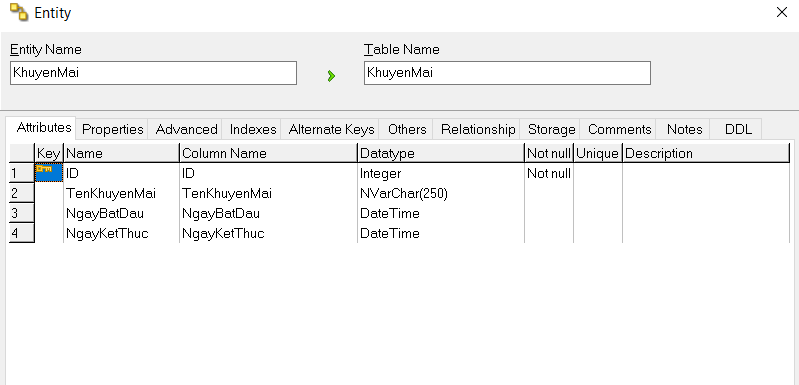 Entity
Entity Name Table Name
KhuyenMai KhuyenMai
Attributes Properties Advanced Indexes Alternate Keys Others Relationship Storage Comments Notes DDL
Key Name Column Name Datatype Not null Unique Description
1 ID ID Integer Not null
2 TenKhuyenMai TenKhuyenMai NVarChar(250)
3 NgayBatDau NgayBatDau DateTime
4 NgayKetThuc NgayKetThuc DateTime